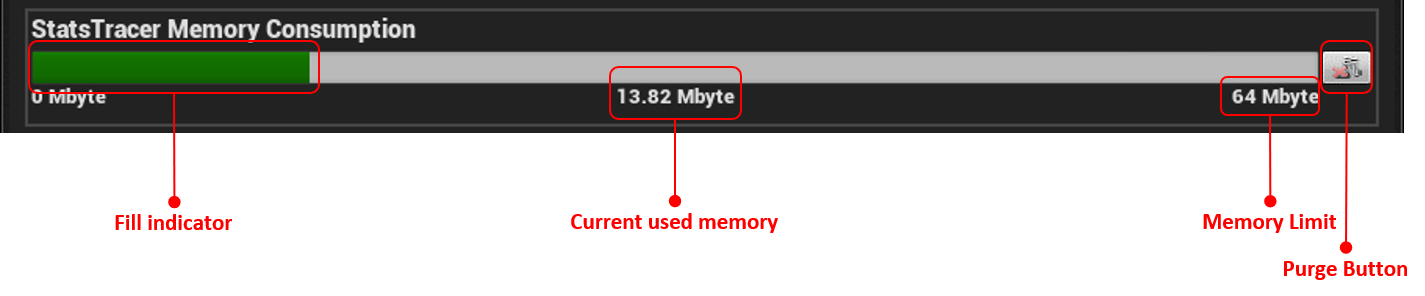 StatsTracer Memory Consumption
0 Mbyte
13.82 Mbyte
64 Mbyte
Fill indicator
Current used memory
Memory Limit
Purge Button